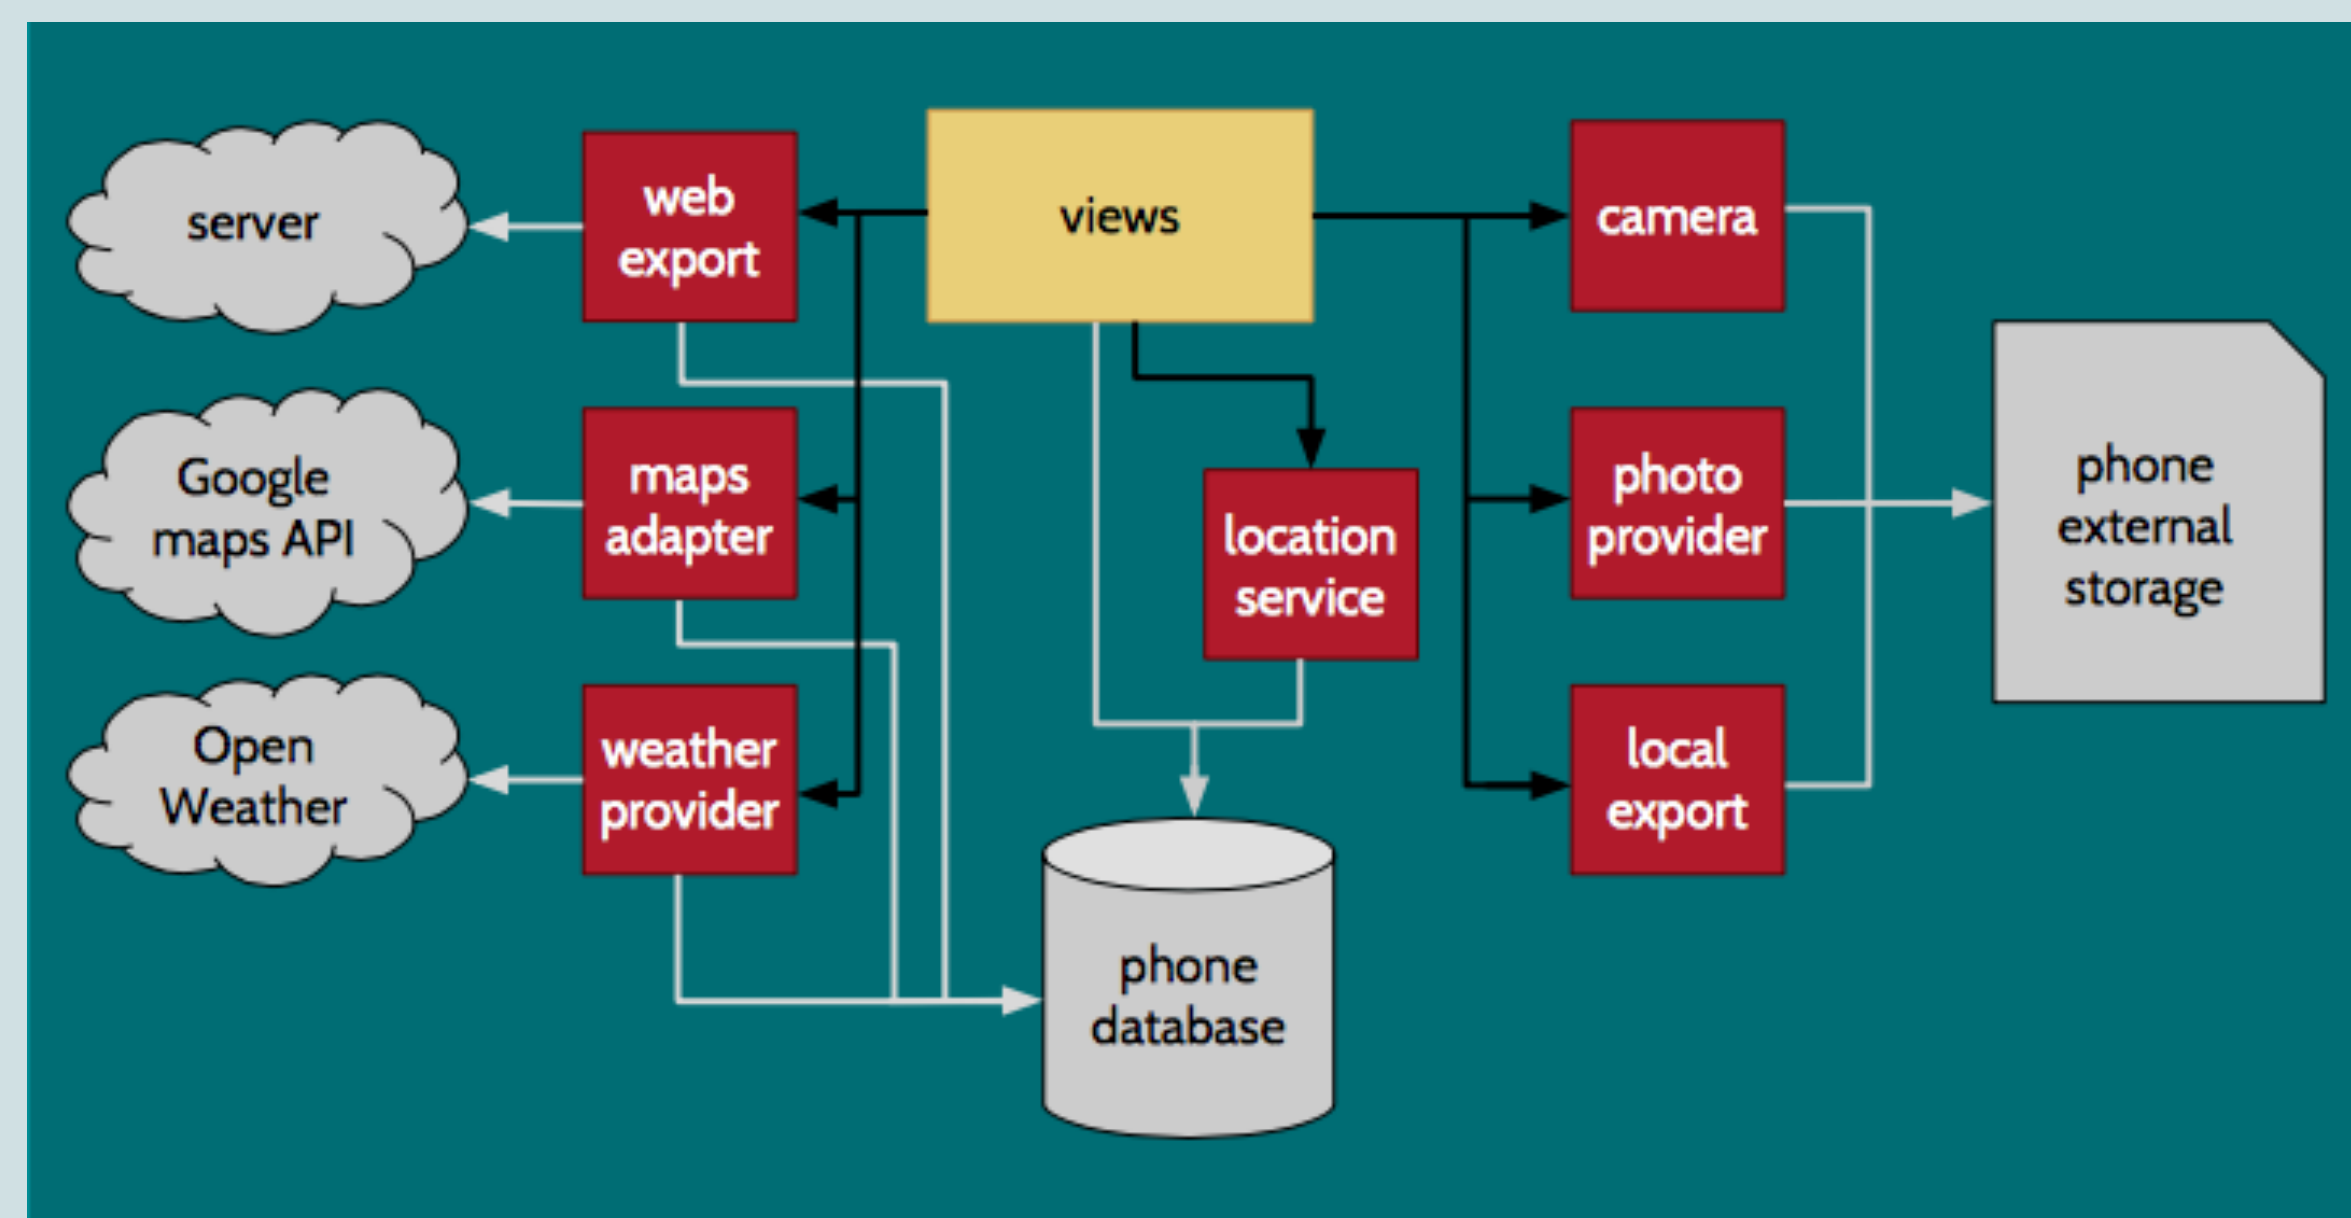 server
web
export
views
camera
Google
maps API
maps
adapter
location
service
photo
provider
phone
external
storage
Open
Weather
weather
provider
local
export
phone
database